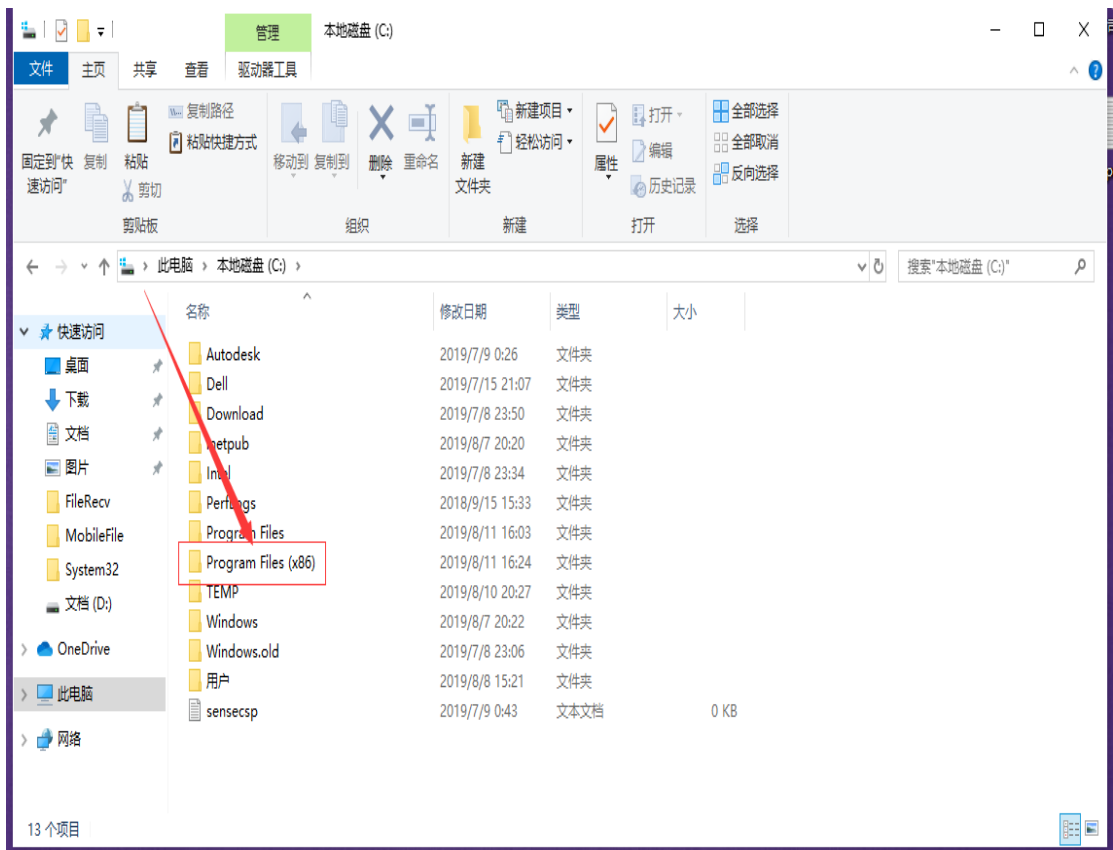 管理 本地磁盘 (C:)
文件 主页 共享 查看 驱动器工具
固定到"快速访问"
复制
粘贴
复制路径
粘贴快捷方式
剪切
剪贴板
移动到
复制到
删除
重命名
组织
新建文件夹
新建项目
轻松访问
新建
属性
打开
编辑
历史记录
打开
全部选择
全部取消
反向选择
选择
此电脑 本地磁盘 (C:)
搜索"本地磁盘 (C:)"
快速访问
桌面
下载
文档
图片
FileRecv
MobileFile
System32
文档 (D:)
OneDrive
此电脑
网络
名称 修改日期 类型 大小
Autodesk 2019/7/9 0:26 文件夹
Dell 2019/7/15 21:07 文件夹
Download 2019/7/8 23:50 文件夹
inetpub 2019/8/7 20:20 文件夹
Intel 2019/7/8 23:34 文件夹
PerfLogs 2018/9/15 15:33 文件夹
Program Files 2019/8/11 16:03 文件夹
Program Files (x86) 2019/8/11 16:24 文件夹
TEMP 2019/8/10 20:27 文件夹
Windows 2019/8/7 20:22 文件夹
Windows.old 2019/7/8 23:06 文件夹
用户 2019/8/8 15:21 文件夹
sensecsp 2019/7/9 0:43 文本文档 0 KB
13 个项目